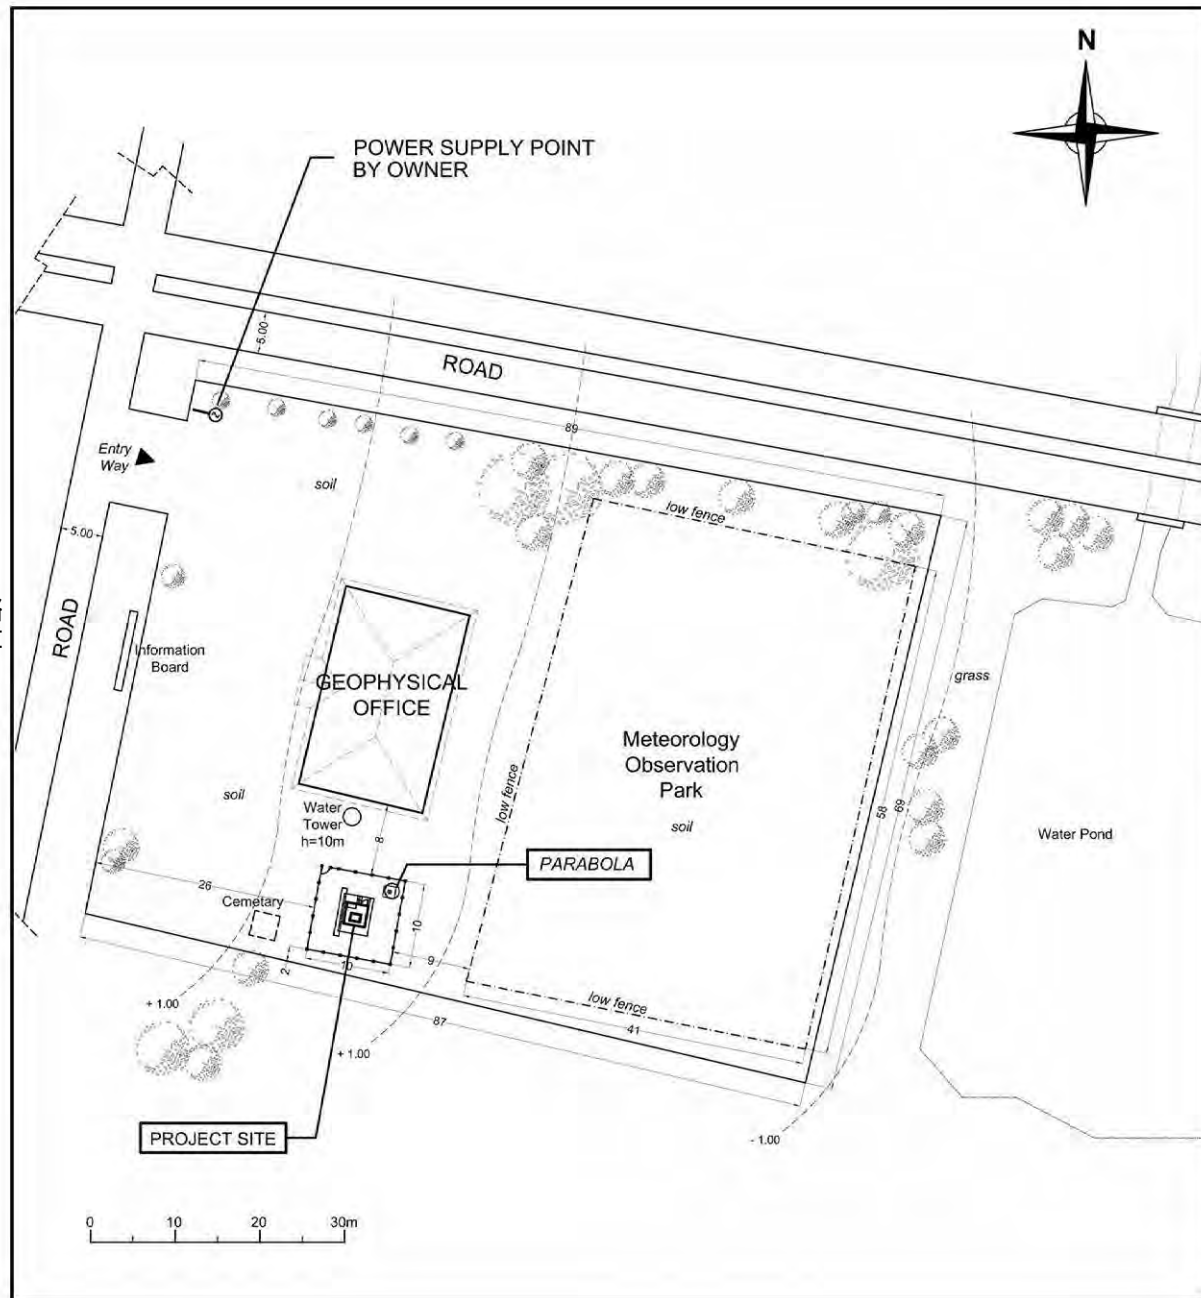 N
POWER SUPPLY POINT
BY OWNER
5.00
ROAD
89
Entry
Way
soil
low fence
5.00
ROAD
Information
Board
GEOPHYSICAL
OFFICE
grass
Meteorology
Observation
Park
soil
low fence
58
69
soil
Water
Tower
h=10m
8
Water Pond
PARABOLA
26
Cemetary
10
10
2
9
low fence
41
87
+ 1.00
+ 1.00
- 1.00
PROJECT SITE
0 10 20 30m